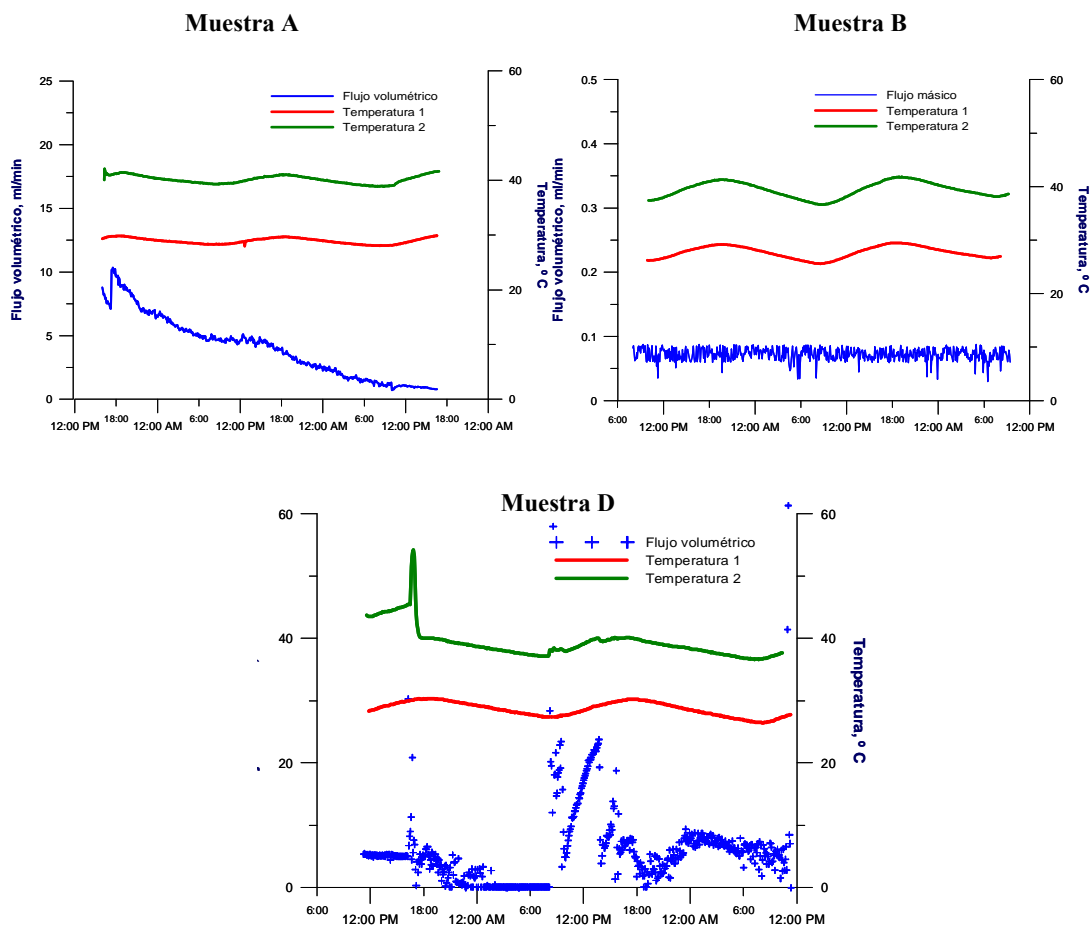 Muestra A
25
20
15
10
5
0
Flujo volumétrico, ml/min
Flujo volumétrico
Temperatura 1
Temperatura 2
60
40
20
0
Temperatura, º C
18:00 6:00 18:00 6:00 18:00
12:00 PM 12:00 AM 12:00 PM 12:00 AM 12:00 PM 12:00 AM
Muestra B
0.5
0.4
0.3
0.2
0.1
0
Flujo volumétrico, ml/min
Flujo másico
Temperatura 1
Temperatura 2
60
40
20
0
Temperatura, º C
6:00 18:00 6:00 18:00 6:00
12:00 PM 12:00 AM 12:00 PM 12:00 AM 12:00 PM
Muestra D
60
40
20
0
Flujo volumétrico
Temperatura 1
Temperatura 2
60
40
20
0
Temperatura, º C
6:00 18:00 6:00 18:00 6:00
12:00 PM 12:00 AM 12:00 PM 12:00 AM 12:00 PM